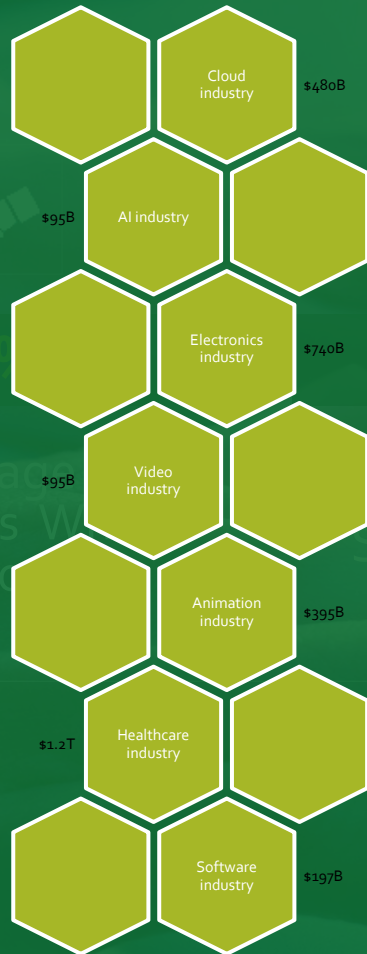 Cloud
industry
$480B
$95B
AI industry
Electronics
industry
$740B
$95B
Video
industry
Animation
industry
$395B
$1.2T
Healthcare
industry
Software
industry
$197B